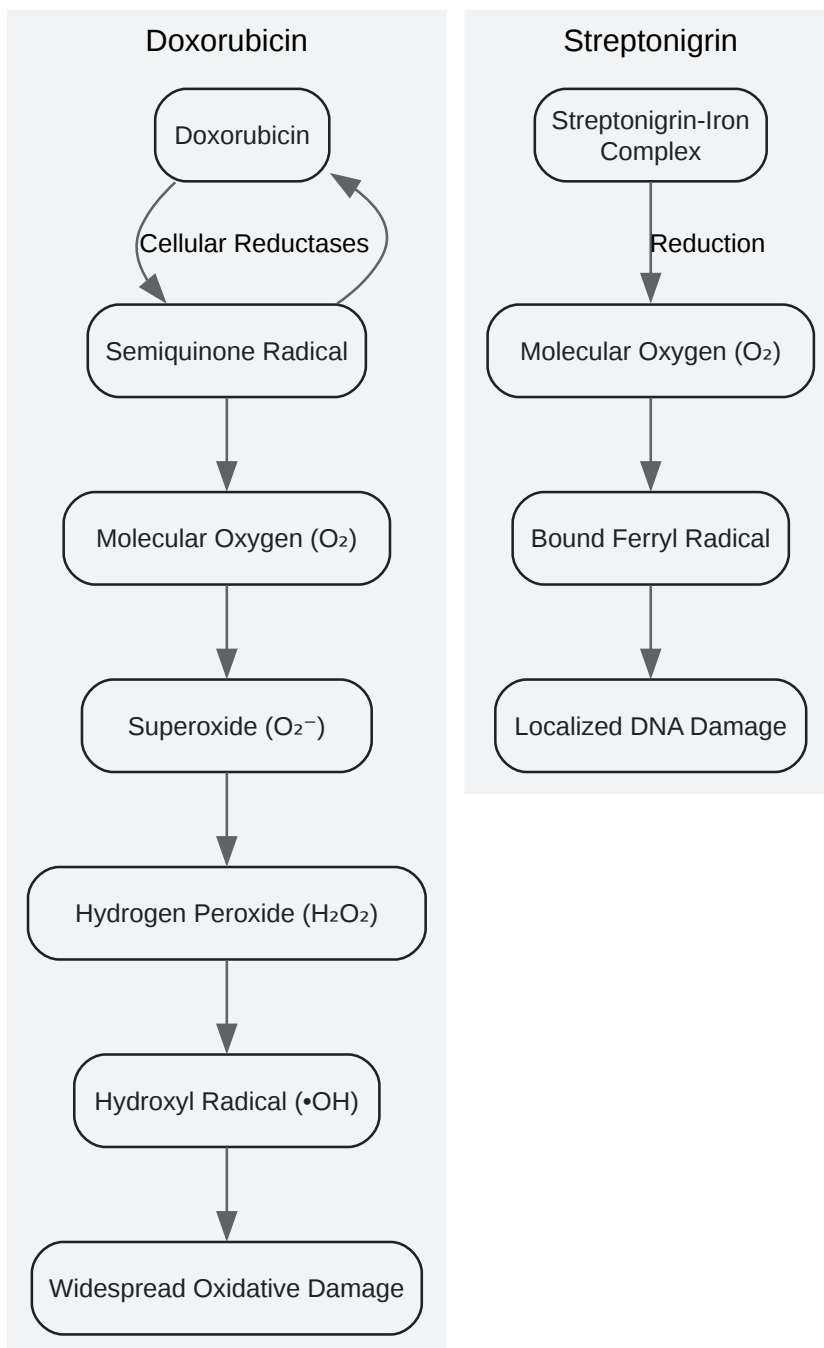 Doxorubicin
Doxorubicin
Cellular Reductases
Semiquinone Radical
Molecular Oxygen (O₂)
Superoxide (O₂⁻)
Hydrogen Peroxide (H₂O₂)
Hydroxyl Radical (•OH)
Widespread Oxidative Damage
Streptonigrin
Streptonigrin-Iron
Complex
Reduction
Molecular Oxygen (O₂)
Bound Ferryl Radical
Localized DNA Damage